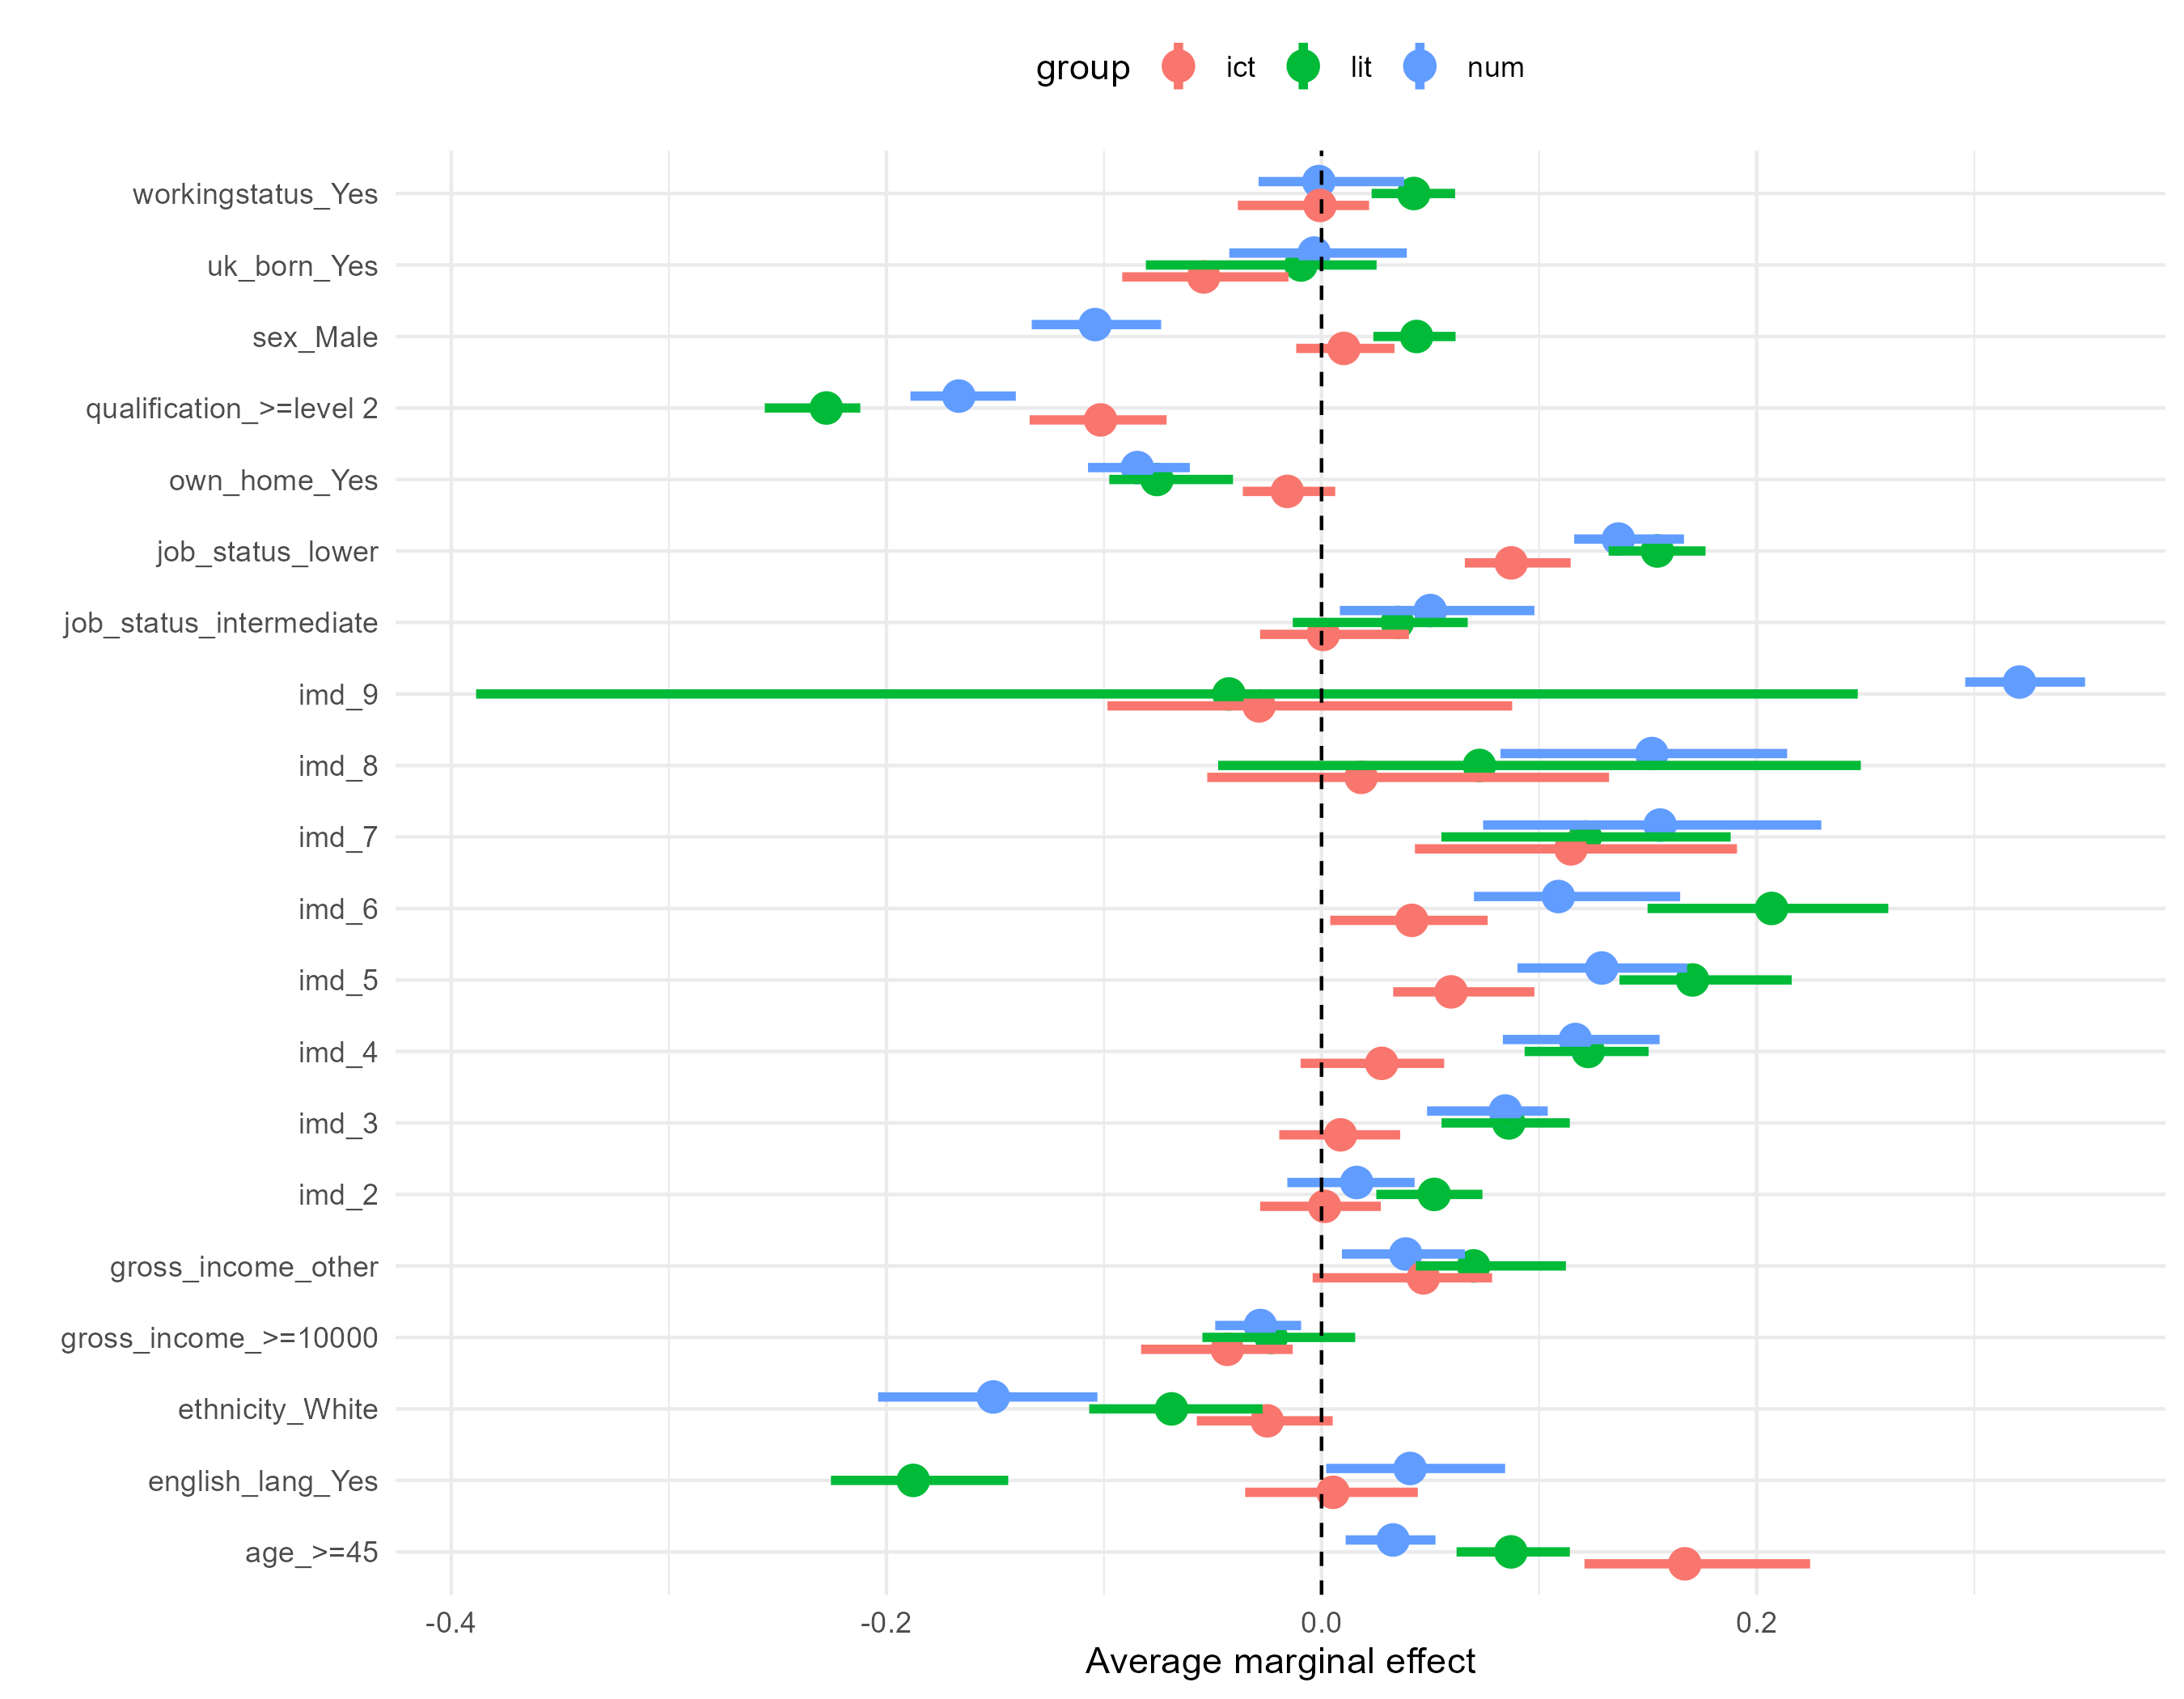 group ict lit num
workingstatus_Yes
uk_born_Yes
sex_Male
qualification_>=level 2
own_home_Yes
job_status_lower
job_status_intermediate
imd_9
imd_8
imd_7
imd_6
imd_5
imd_4
imd_3
imd_2
gross_income_other
gross_income_>=10000
ethnicity_White
english_lang_Yes
age_>=45
-0.4 -0.2 0.0 0.2
Average marginal effect